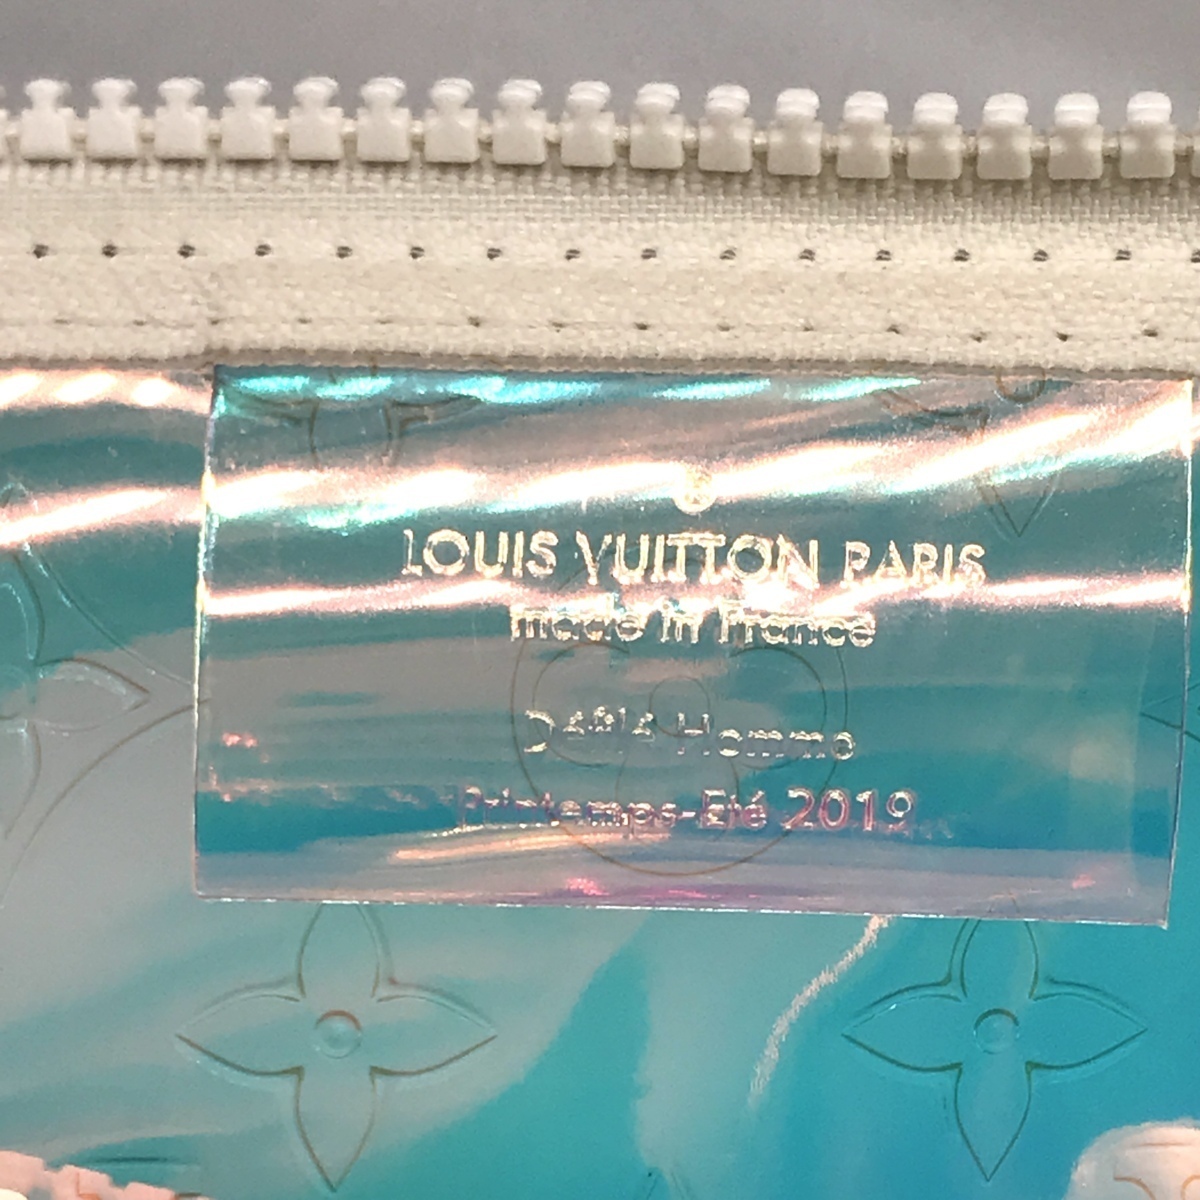 LOUIS VUITTON PARIS
made in France
Défilé Homme
Printemps-Eté 2019